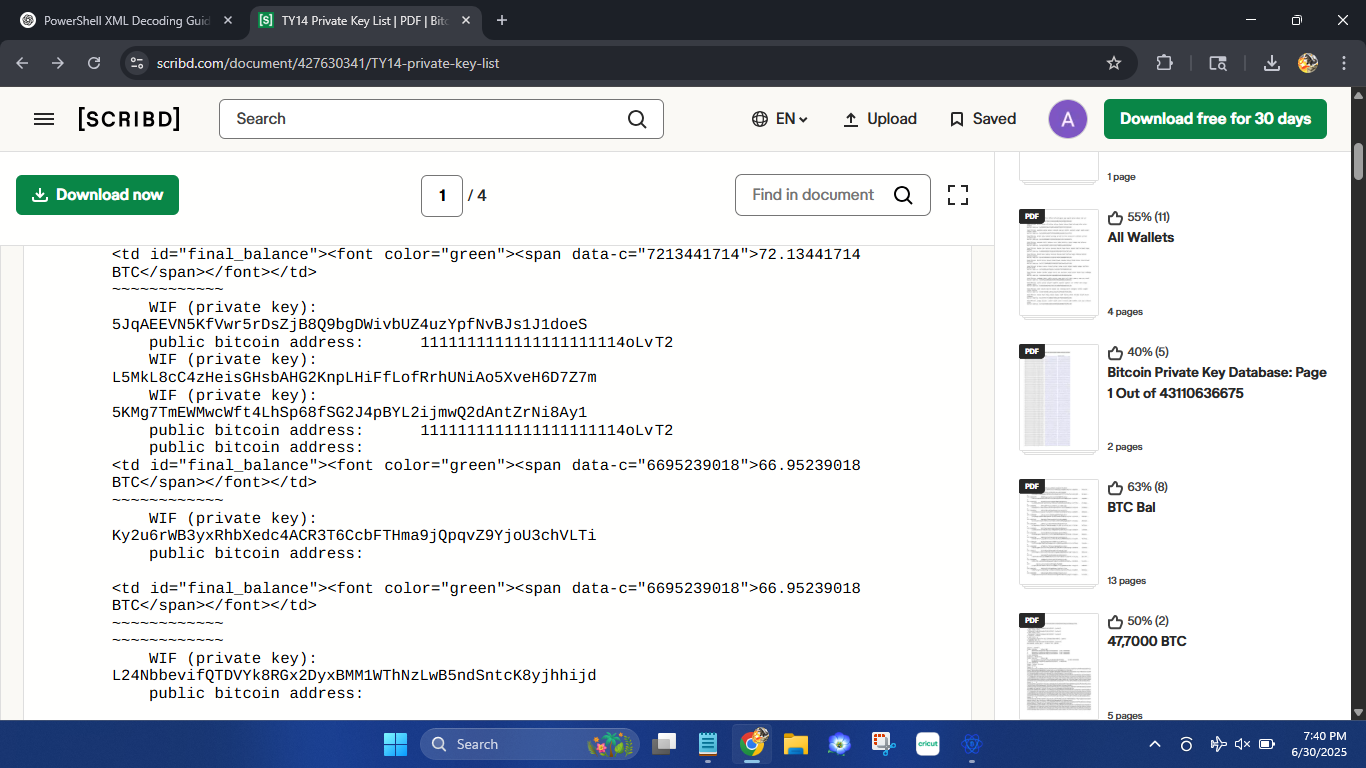 PowerShell XML Decoding Guid
TY14 Private Key List | PDF | Bitc
scribd.com/document/427630341/TY14-private-key-list
[SCRIBD]
Search
EN
Upload
Saved
A
Download free for 30 days
Download now
1 / 4
Find in document
<td id="final_balance"><font color="green"><span data-c="7213441714">72.13441714
BTC</span></font></td>
~~~~~~~~~~~~
WIF (private key):
5JqAEEVN5KfVwr5rDsZjB8Q9bgDWivbUZ4uzYpfNvBJs1J1doeS
public bitcoin address: 1111111111111111111114oLvT2
WIF (private key):
L5MkL8cC4zHeisGHsbAHG2KnpLHiFfLofRrhUNiAo5XveH6D7Z7m
WIF (private key):
5KMg7TmEWMwcWft4LhSp68fSG2J4pBYL2ijmwQ2dAntZrNi8Ay1
public bitcoin address: 1111111111111111111114oLvT2
public bitcoin address:
<td id="final_balance"><font color="green"><span data-c="6695239018">66.95239018
BTC</span></font></td>
~~~~~~~~~~~~
WIF (private key):
Ky2u6rWB3yxRhbXedc4ACR3TGCcbFTHma9jQpqvZ9YjoU3chVLTi
public bitcoin address:
<td id="final_balance"><font color="green"><span data-c="6695239018">66.95239018
BTC</span></font></td>
~~~~~~~~~~~~
~~~~~~~~~~~~
WIF (private key):
L24NbbevifQTDVYk8RGx2DyxBMM1WThNzLwB5ndSntcK8yjhhijd
public bitcoin address:
1 page
PDF
55% (11)
All Wallets
4 pages
PDF
40% (5)
Bitcoin Private Key Database: Page
1 Out of 43110636675
2 pages
PDF
63% (8)
BTC Bal
13 pages
PDF
50% (2)
47,7000 BTC
5 pages
Search
cricut
7:40 PM
6/30/2025